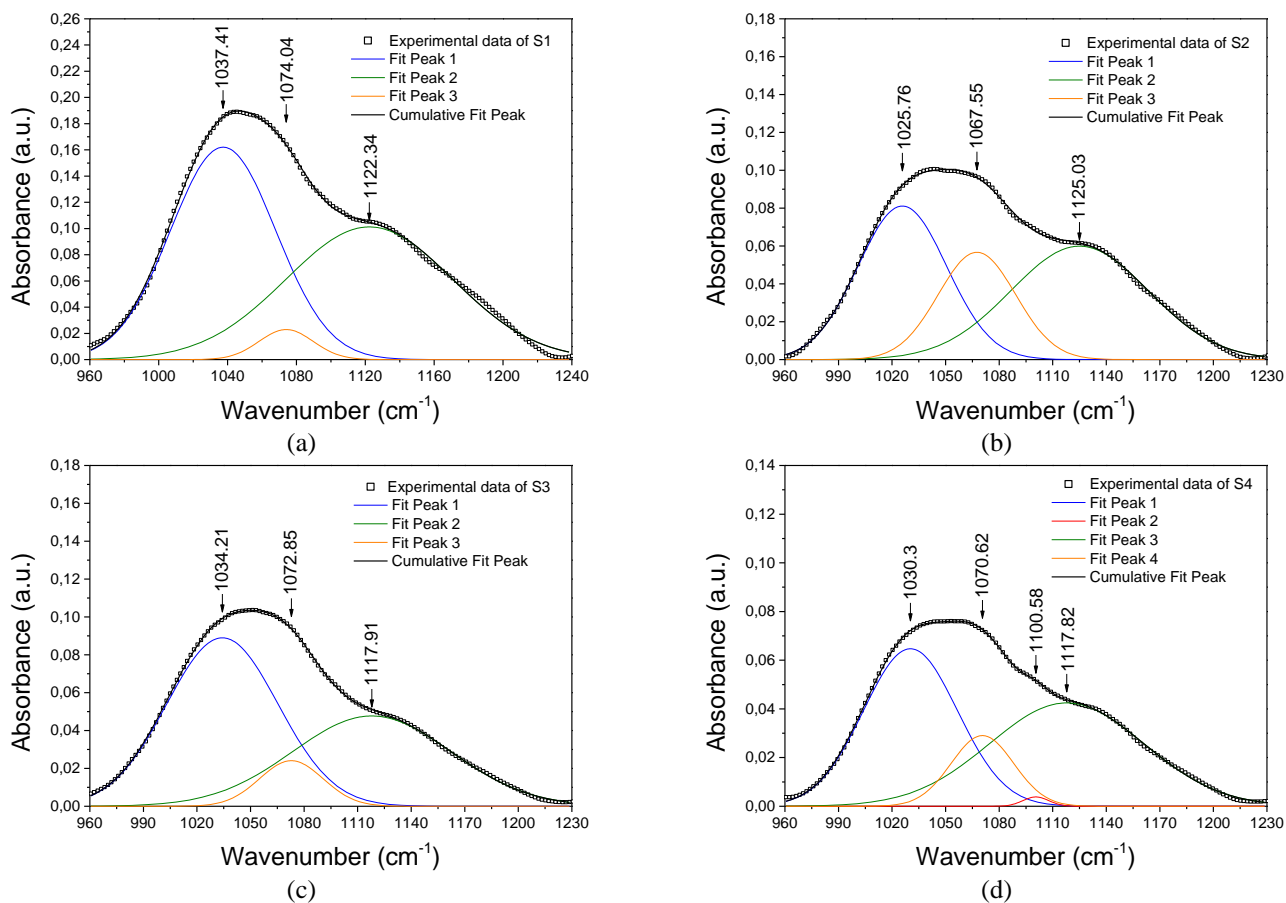 0,26
0,24
0,22
0,20
0,18
0,16
0,14
0,12
0,10
0,08
0,06
0,04
0,02
0,00
Absorbance (a.u.)
1037.41
1074.04
1122.34
Experimental data of S1
Fit Peak 1
Fit Peak 2
Fit Peak 3
Cumulative Fit Peak
960 1000 1040 1080 1120 1160 1200 1240
Wavenumber (cm⁻¹)
(a)
0,18
0,16
0,14
0,12
0,10
0,08
0,06
0,04
0,02
0,00
Absorbance (a.u.)
1025.76
1067.55
1125.03
Experimental data of S2
Fit Peak 1
Fit Peak 2
Fit Peak 3
Cumulative Fit Peak
960 990 1020 1050 1080 1110 1140 1170 1200 1230
Wavenumber (cm⁻¹)
(b)
0,18
0,16
0,14
0,12
0,10
0,08
0,06
0,04
0,02
0,00
Absorbance (a.u.)
1034.21
1072.85
1117.91
Experimental data of S3
Fit Peak 1
Fit Peak 2
Fit Peak 3
Cumulative Fit Peak
960 990 1020 1050 1080 1110 1140 1170 1200 1230
Wavenumber (cm⁻¹)
(c)
0,14
0,12
0,10
0,08
0,06
0,04
0,02
0,00
Absorbance (a.u.)
1030.3
1070.62
1100.58
1117.82
Experimental data of S4
Fit Peak 1
Fit Peak 2
Fit Peak 3
Fit Peak 4
Cumulative Fit Peak
960 990 1020 1050 1080 1110 1140 1170 1200 1230
Wavenumber (cm⁻¹)
(d)